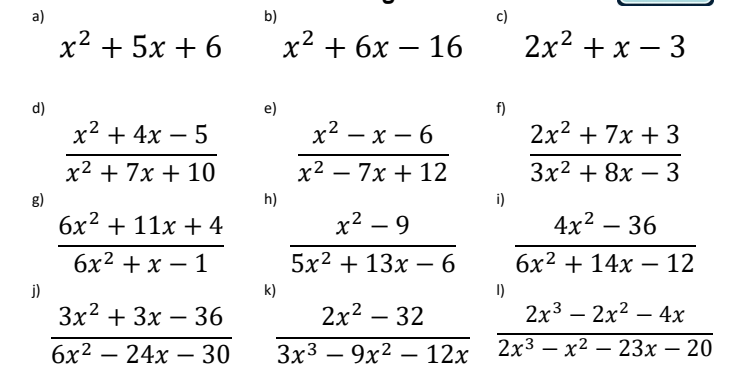 a) b) c)
x² + 5x + 6 x² + 6x − 16 2x² + x − 3
d) e) f)
x² + 4x − 5 x² − x − 6 2x² + 7x + 3
x² + 7x + 10 x² − 7x + 12 3x² + 8x − 3
g) h) i)
6x² + 11x + 4 x² − 9 4x² − 36
6x² + x − 1 5x² + 13x − 6 6x² + 14x − 12
j) k) l)
3x² + 3x − 36 2x² − 32 2x³ − 2x² − 4x
6x² − 24x − 30 3x³ − 9x² − 12x 2x³ − x² − 23x − 20